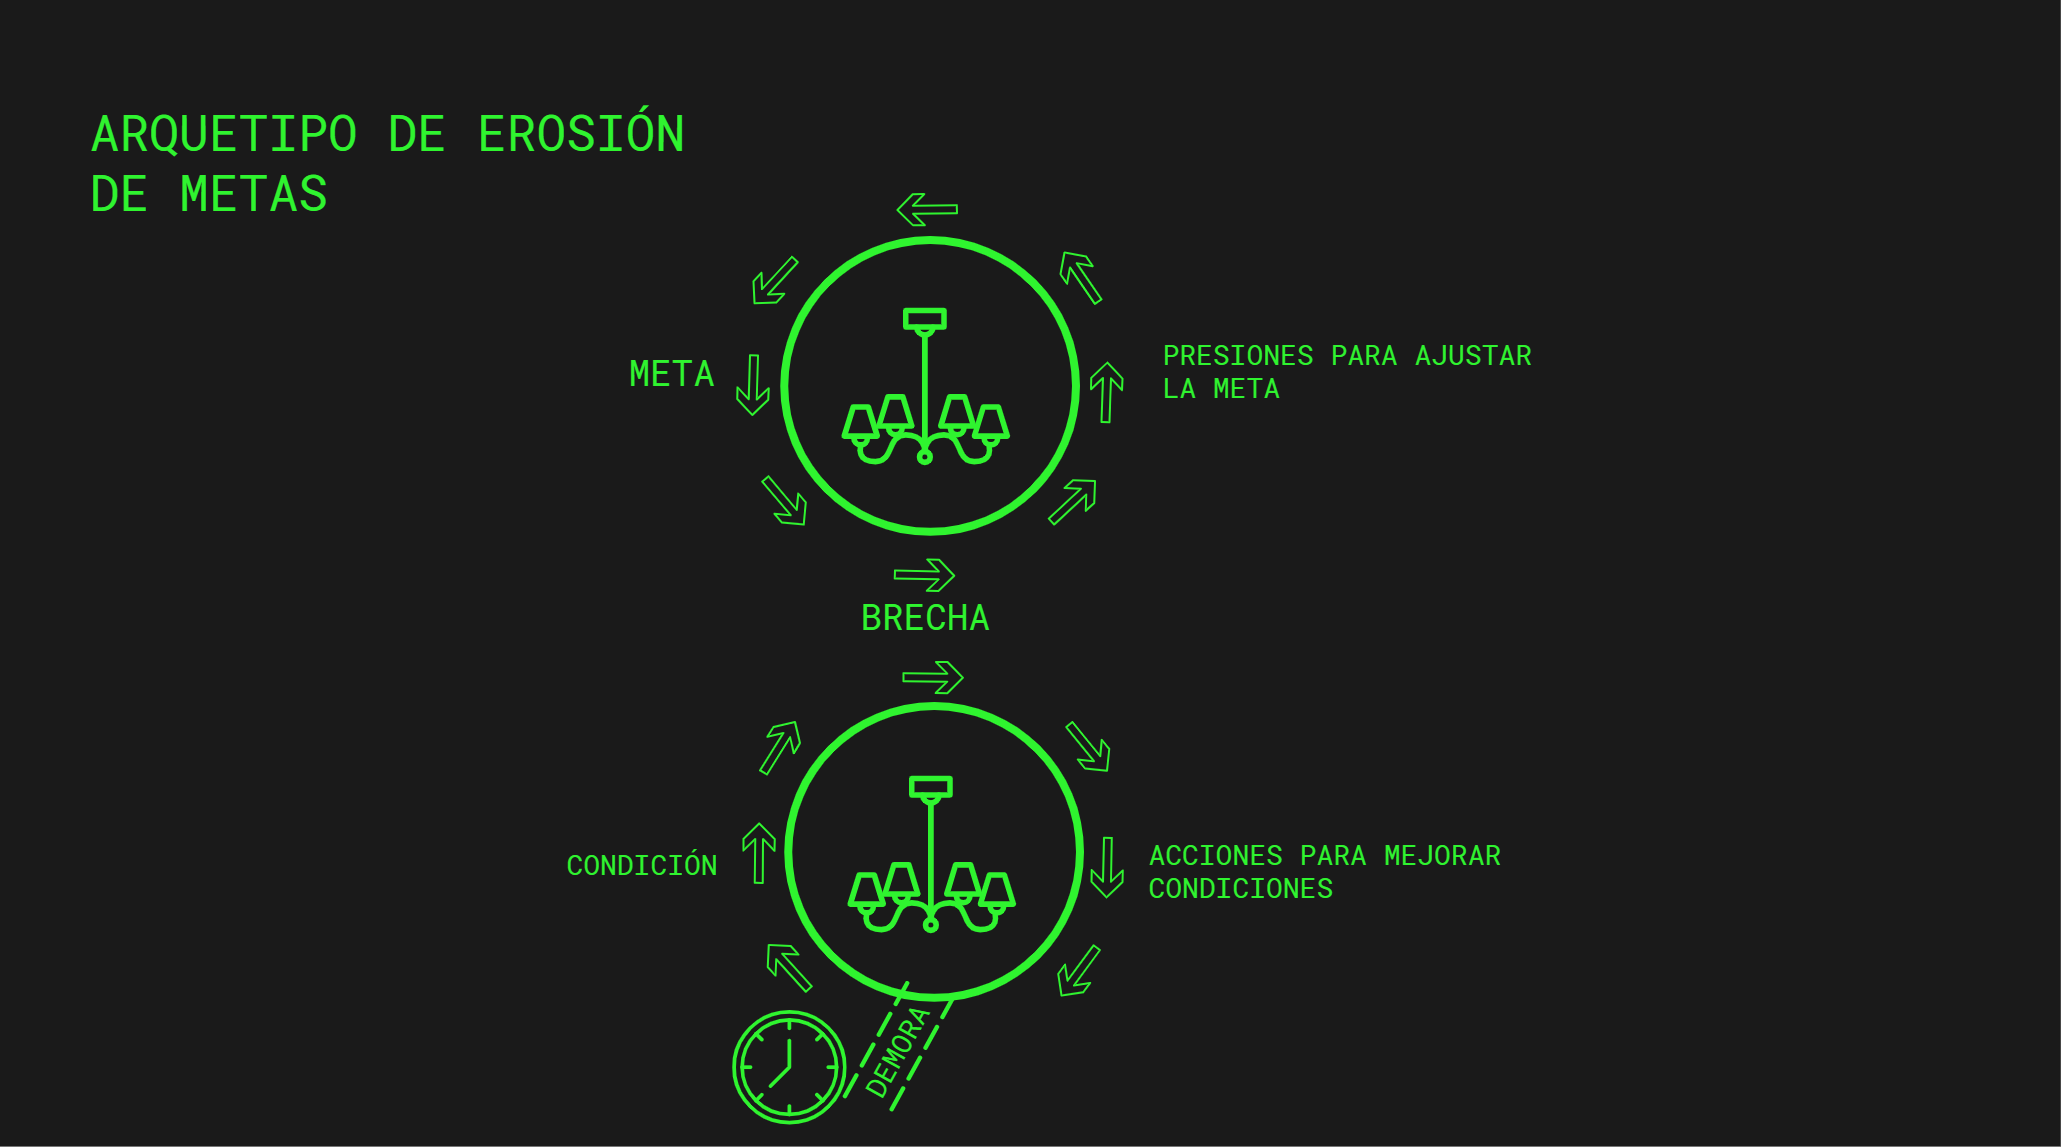 ARQUETIPO DE EROSIÓN
DE METAS
META
PRESIONES PARA AJUSTAR
LA META
BRECHA
CONDICIÓN
ACCIONES PARA MEJORAR
CONDICIONES
DEMORA